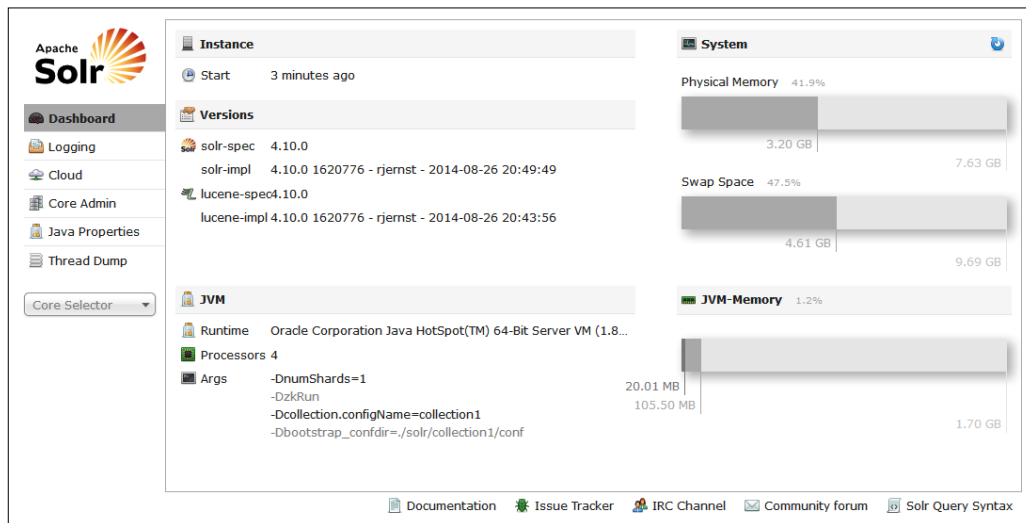 Apache
Solr
Dashboard
Logging
Cloud
Core Admin
Java Properties
Thread Dump
Core Selector
Instance
Start 3 minutes ago
Versions
solr-spec 4.10.0
solr-impl 4.10.0 1620776 - rjernst - 2014-08-26 20:49:49
lucene-spec4.10.0
lucene-impl 4.10.0 1620776 - rjernst - 2014-08-26 20:43:56
JVM
Runtime Oracle Corporation Java HotSpot(TM) 64-Bit Server VM (1.8...
Processors 4
Args -DnumShards=1
-DzkRun
-Dcollection.configName=collection1
-Dbootstrap_confdir=./solr/collection1/conf
System
Physical Memory 41.9%
3.20 GB
7.63 GB
Swap Space 47.5%
4.61 GB
9.69 GB
JVM-Memory 1.2%
20.01 MB
105.50 MB
1.70 GB
Documentation Issue Tracker IRC Channel Community forum Solr Query Syntax